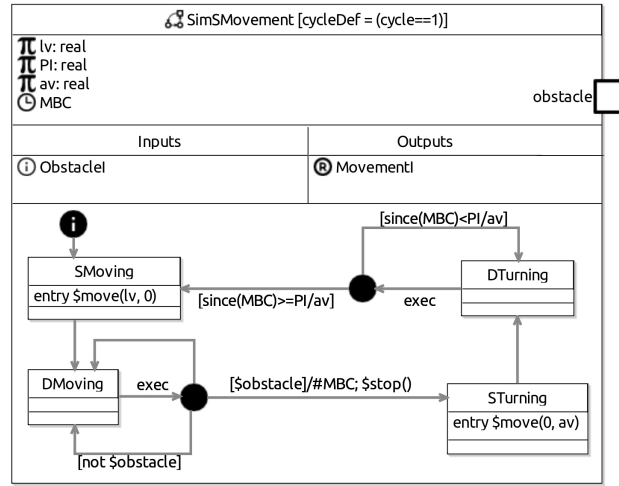 SimSMovement [cycleDef = (cycle==1)]
π lv: real
π PI: real
π av: real
MBC
obstacle
Inputs
Outputs
i ObstacleI
R MovementI
i
[since(MBC)<PI/av]
SMoving
entry $move(lv, 0)
DTurning
[since(MBC)>=PI/av]
exec
DMoving
exec
[$obstacle]/#MBC; $stop()
STurning
entry $move(0, av)
[not $obstacle]